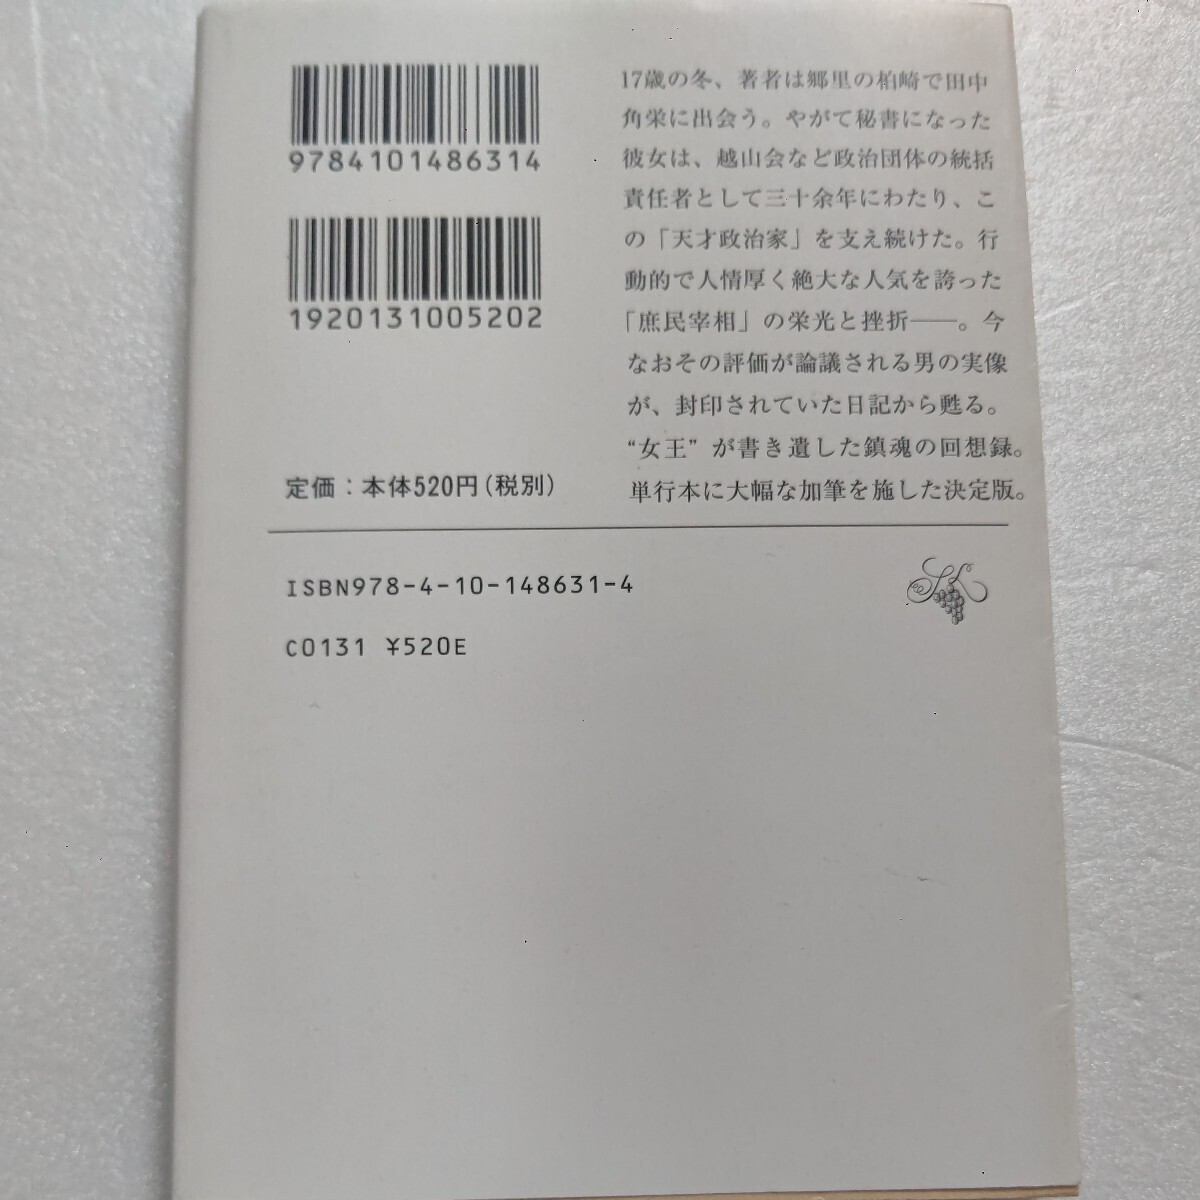 9784101486314
1920131005202
定価：本体520円（税別）
17歳の冬、著者は郷里の柏崎で田中
角栄に出会う。やがて秘書になった
彼女は、越山会など政治団体の統括
責任者として三十余年にわたり、こ
の「天才政治家」を支え続けた。行
動的で人情厚く絶大な人気を誇った
「庶民宰相」の栄光と挫折──。今
なおその評価が論議される男の実像
が、封印されていた日記から甦る。
“女王”が書き遺した鎮魂の回想録。
単行本に大幅な加筆を施した決定版。
ISBN978-4-10-148631-4
C0131 ¥520E